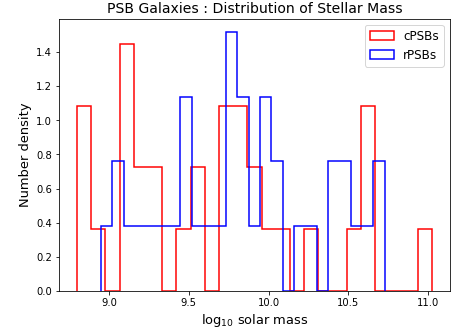 PSB Galaxies : Distribution of Stellar Mass
cPSBs
rPSBs
Number density
1.4
1.2
1.0
0.8
0.6
0.4
0.2
0.0
9.0 9.5 10.0 10.5 11.0
log₁₀ solar mass